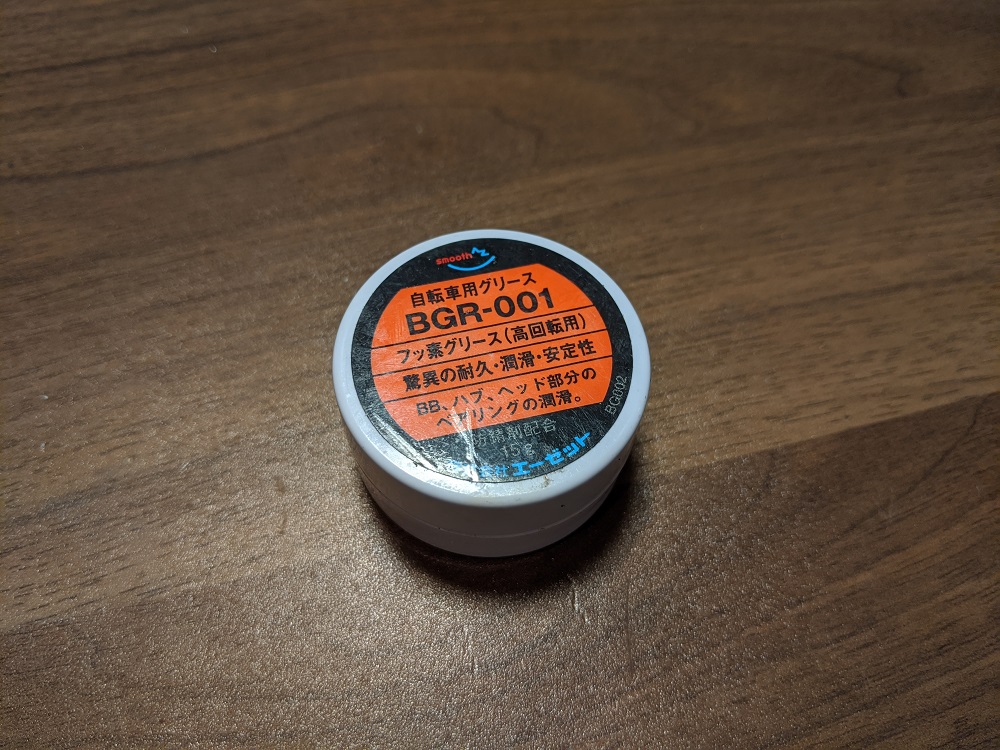 smooth AZ
自転車用グリース
BGR-001
フッ素グリース(高回転用)
驚異の耐久・潤滑・安定性
BB、ハブ、ヘッド部分の
ベアリングの潤滑。
防錆剤配合
15g
エーゼット
BG602